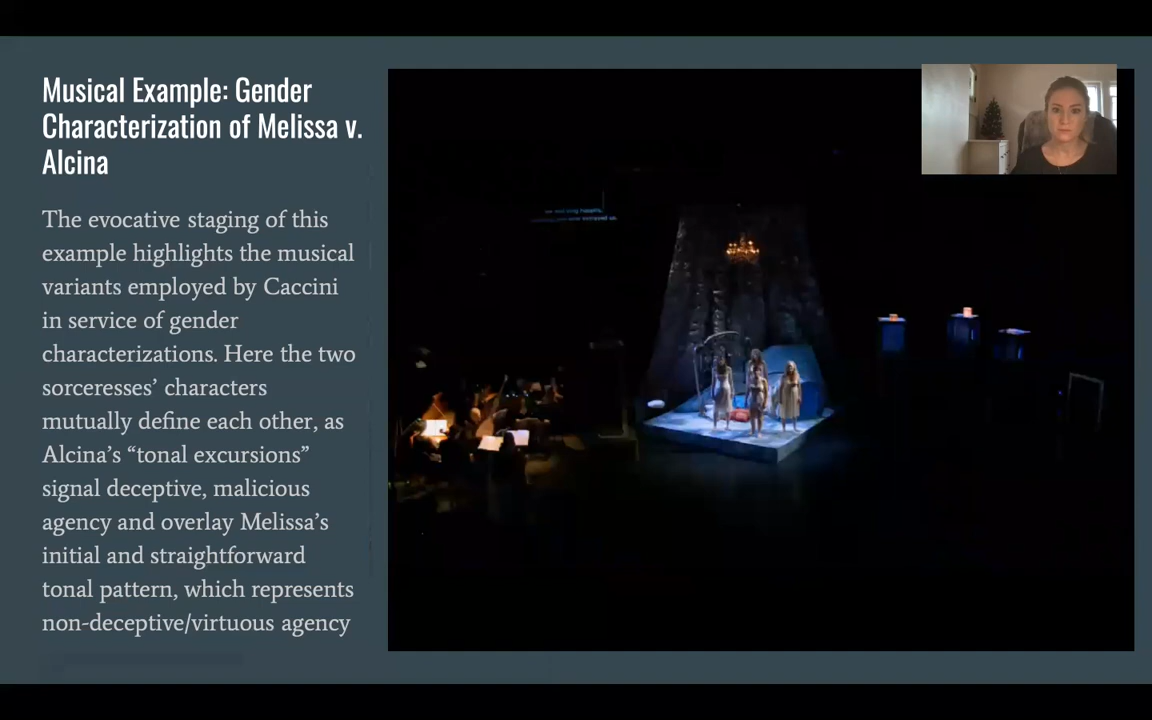 Musical Example: Gender
Characterization of Melissa v.
Alcina
The evocative staging of this
example highlights the musical
variants employed by Caccini
in service of gender
characterizations. Here the two
sorceresses’ characters
mutually define each other, as
Alcina’s “tonal excursions”
signal deceptive, malicious
agency and overlay Melissa’s
initial and straightforward
tonal pattern, which represents
non-deceptive/virtuous agency